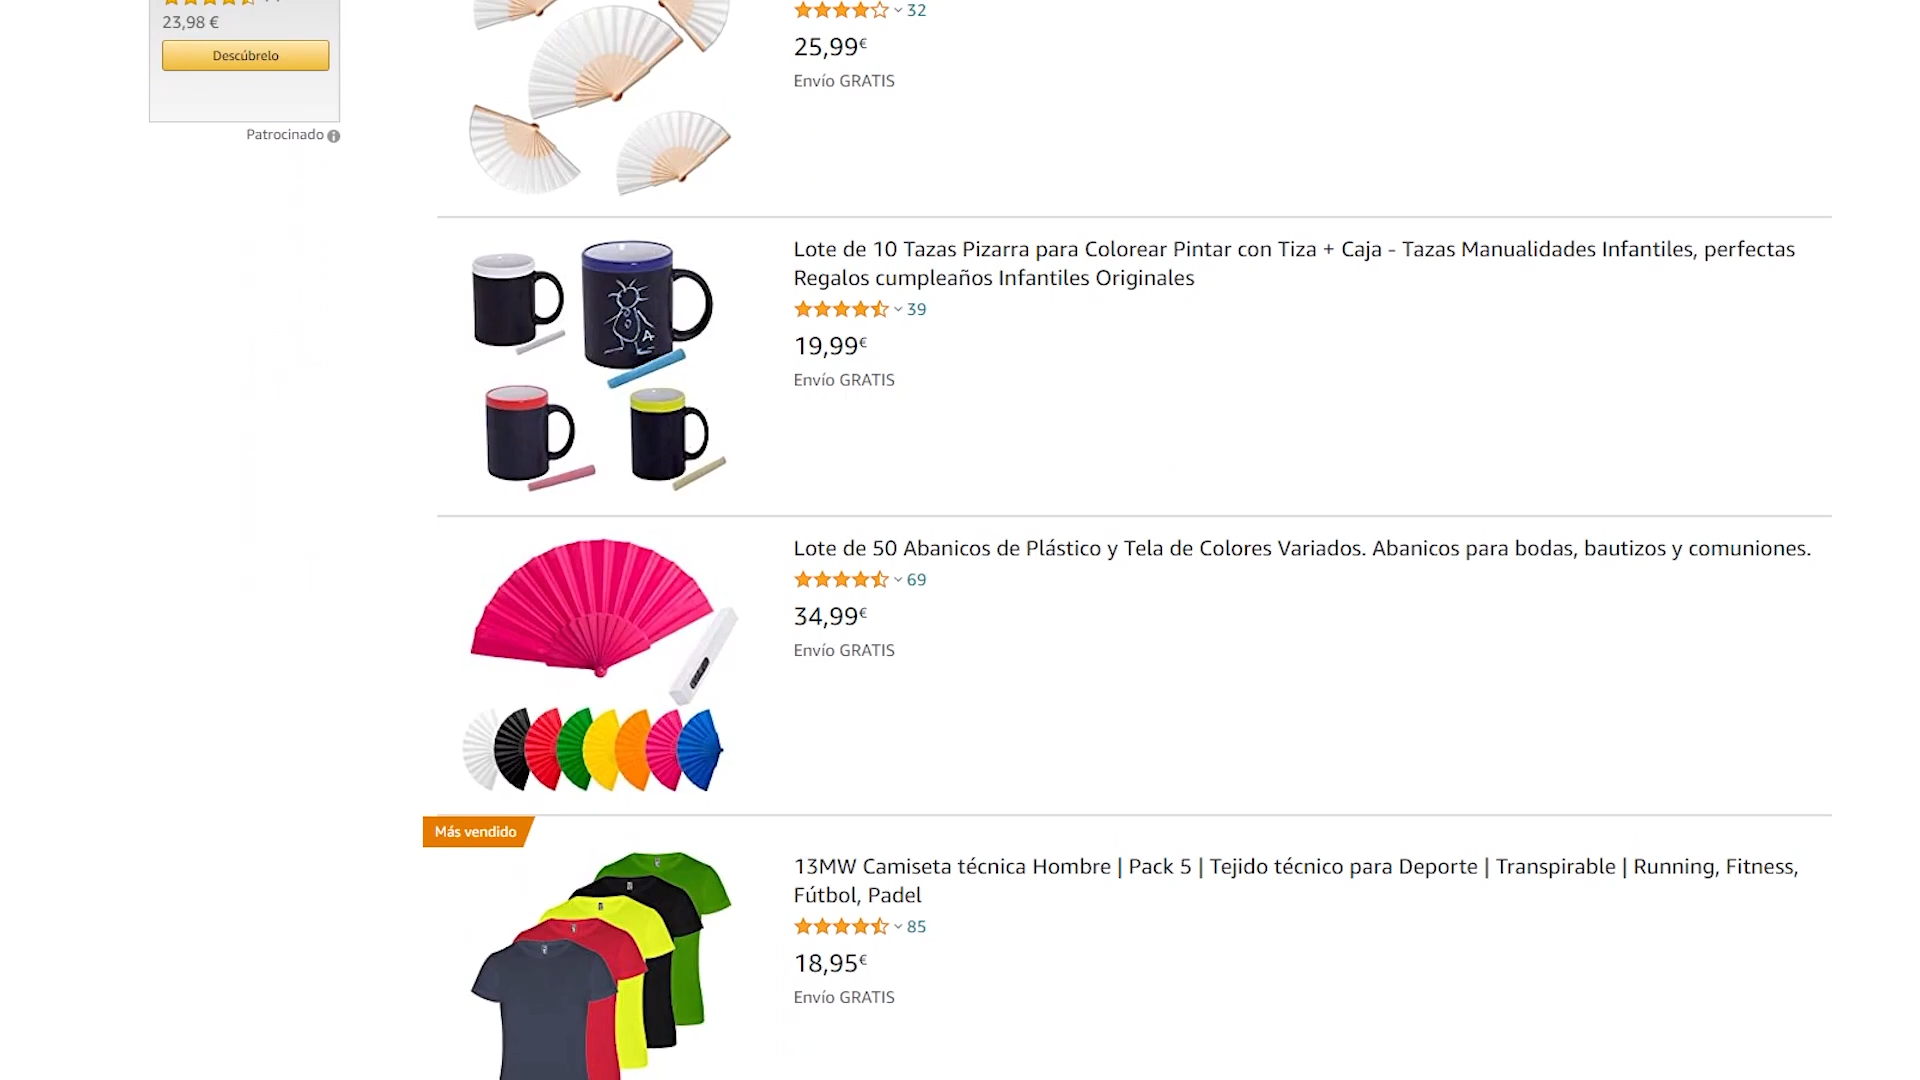 23,98 €
Descúbrelo
Patrocinado
32
25,99€
Envío GRATIS
Lote de 10 Tazas Pizarra para Colorear Pintar con Tiza + Caja - Tazas Manualidades Infantiles, perfectas
Regalos cumpleaños Infantiles Originales
39
19,99€
Envío GRATIS
Lote de 50 Abanicos de Plástico y Tela de Colores Variados. Abanicos para bodas, bautizos y comuniones.
69
34,99€
Envío GRATIS
Más vendido
13MW Camiseta técnica Hombre | Pack 5 | Tejido técnico para Deporte | Transpirable | Running, Fitness,
Fútbol, Padel
85
18,95€
Envío GRATIS